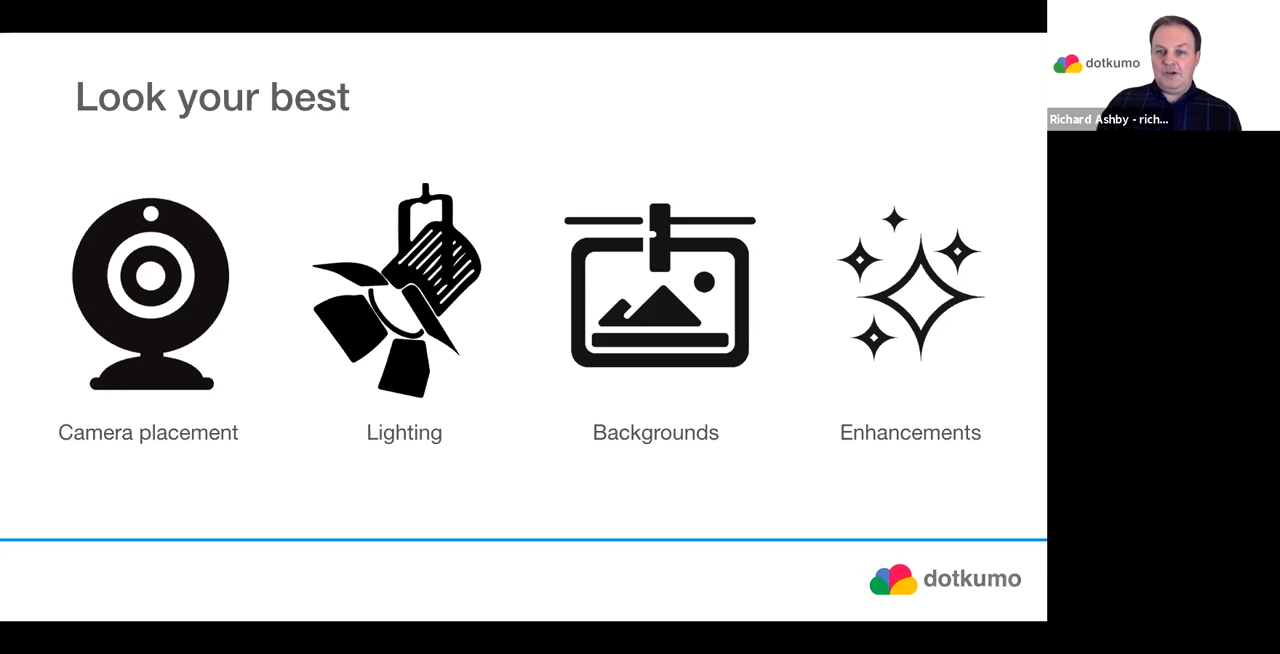 Look your best
dotkumo
Richard Ashby - rich...
Camera placement
Lighting
Backgrounds
Enhancements
dotkumo